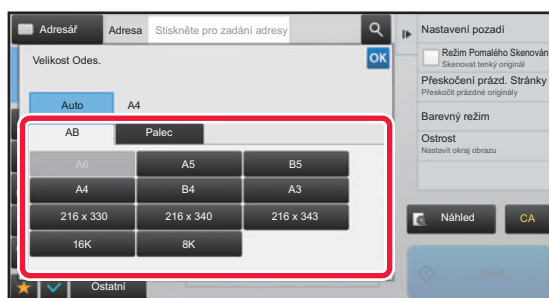 Adresář
Adresa
Stiskněte pro zadání adresy
Velikost Odes.
OK
Auto
A4
AB
Palec
A6
A5
B5
A4
B4
A3
216 x 330
216 x 340
216 x 343
16K
8K
Ostatní
Nastavení pozadí
Režim Pomalého Skenován
Skenovat tenký originál
Přeskočení prázd. Stránky
Přeskočit prázdné originály
Barevný režim
Ostrost
Nastavit okraj obrazu
Náhled
CA
Start